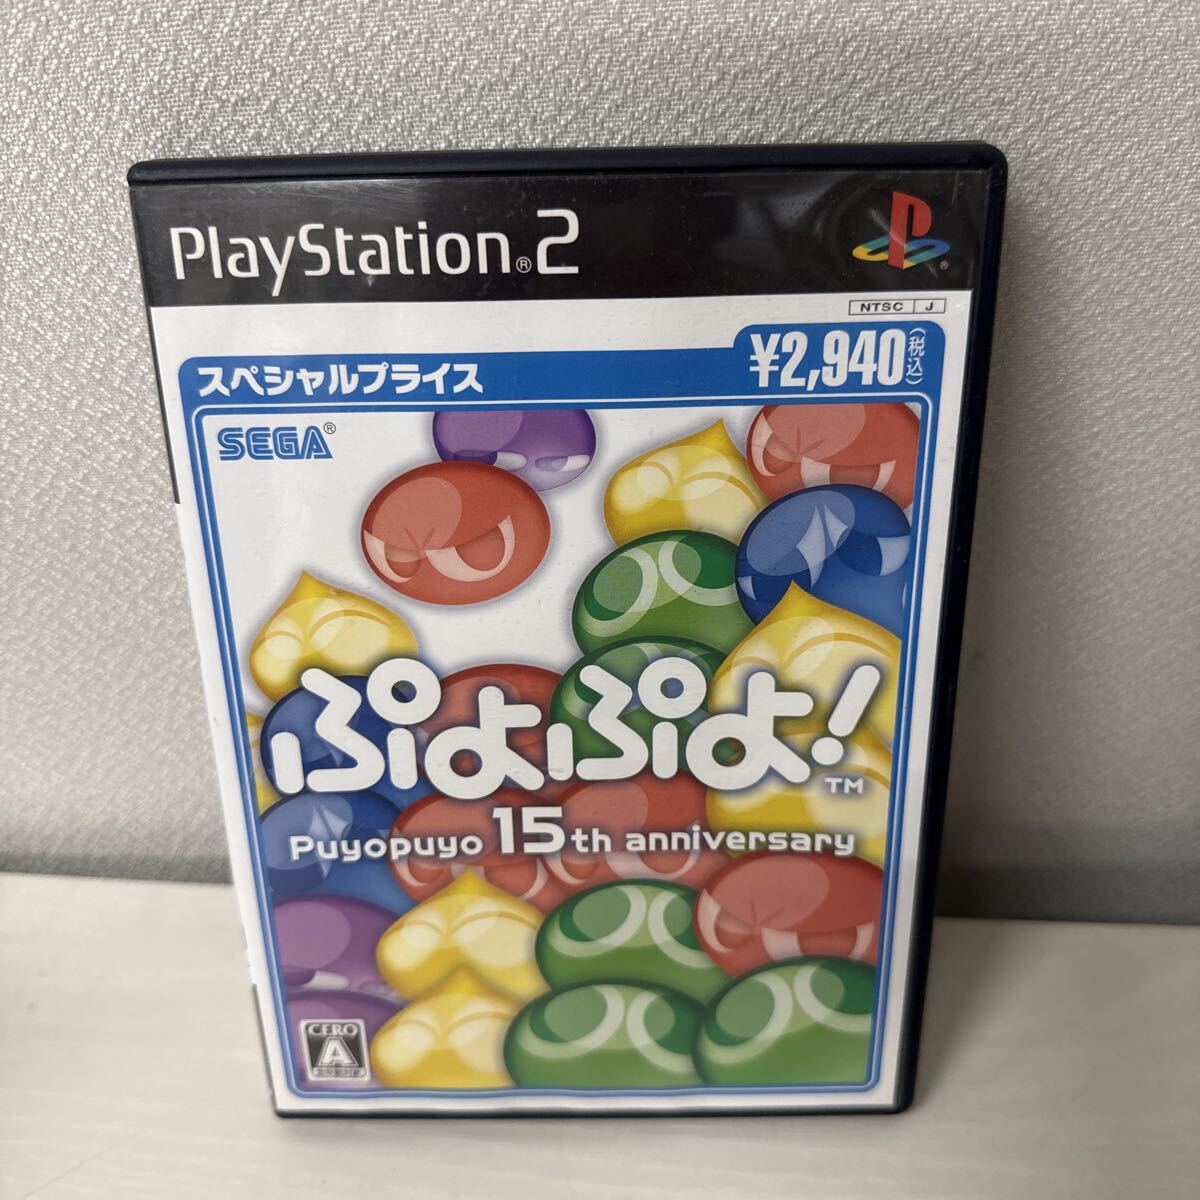 PlayStation®2
NTSC J
スペシャルプライス
¥2,940(税込)
SEGA®
ぷよぷよ!™
Puyopuyo 15th anniversary
CERO
A